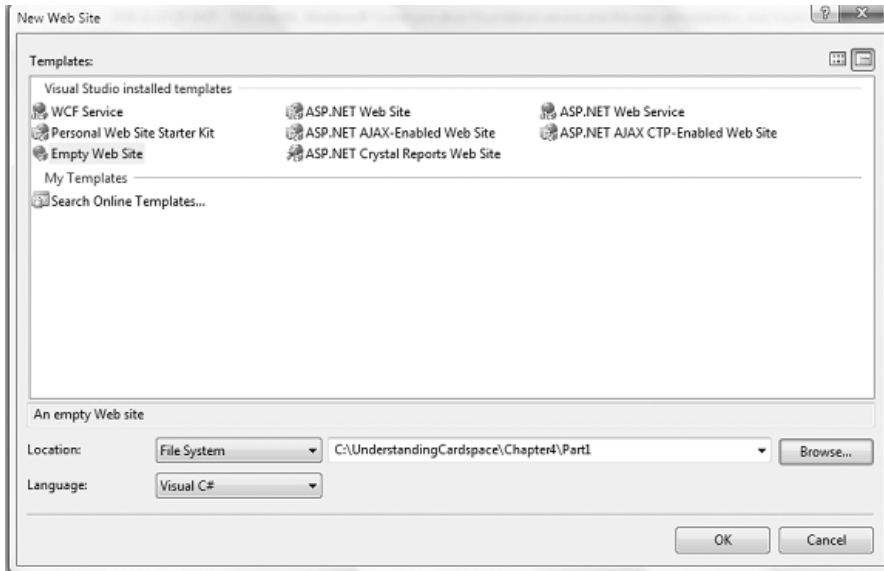 New Web Site
Templates:
Visual Studio installed templates
WCF Service
ASP.NET Web Site
ASP.NET Web Service
Personal Web Site Starter Kit
ASP.NET AJAX-Enabled Web Site
ASP.NET AJAX CTP-Enabled Web Site
Empty Web Site
ASP.NET Crystal Reports Web Site
My Templates
Search Online Templates...
An empty Web site
Location:
File System
C:\UnderstandingCardspace\Chapter4\Part1
Browse...
Language:
Visual C#
OK
Cancel